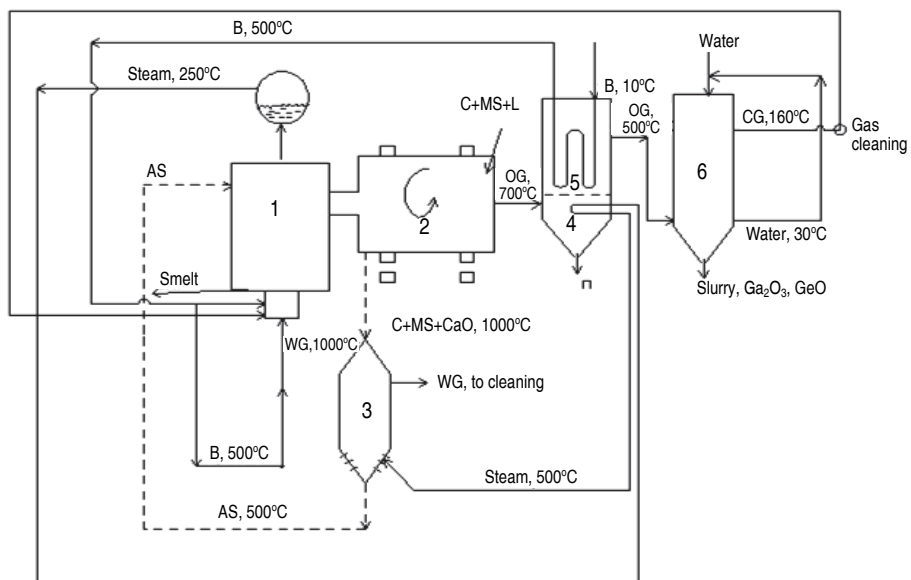 B, 500ºC
Water
Steam, 250ºC
B, 10ºC
C+MS+L
OG,
500ºC
CG,160ºC
Gas
cleaning
AS
OG,
700ºC
5
6
1
2
4
Water, 30ºC
Smelt
п
Slurry, Ga₂O₃, GeO
C+MS+CaO, 1000ºC
WG,1000ºC
WG, to cleaning
3
B, 500ºC
Steam, 500ºC
AS, 500ºC